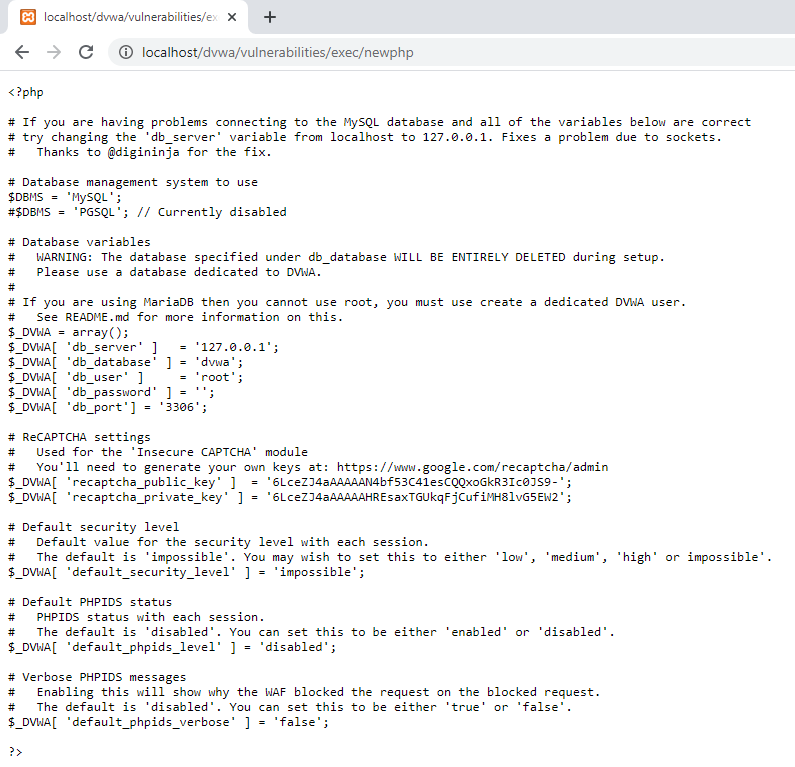 localhost/dvwa/vulnerabilities/ex
localhost/dvwa/vulnerabilities/exec/newphp
<?php
# If you are having problems connecting to the MySQL database and all of the variables below are correct
# try changing the 'db_server' variable from localhost to 127.0.0.1. Fixes a problem due to sockets.
#   Thanks to @digininja for the fix.
# Database management system to use
$DBMS = 'MySQL';
#$DBMS = 'PGSQL'; // Currently disabled
# Database variables
#   WARNING: The database specified under db_database WILL BE ENTIRELY DELETED during setup.
#   Please use a database dedicated to DVWA.
#
# If you are using MariaDB then you cannot use root, you must use create a dedicated DVWA user.
#   See README.md for more information on this.
$_DVWA = array();
$_DVWA[ 'db_server' ]   = '127.0.0.1';
$_DVWA[ 'db_database' ] = 'dvwa';
$_DVWA[ 'db_user' ]     = 'root';
$_DVWA[ 'db_password' ] = '';
$_DVWA[ 'db_port'] = '3306';
# ReCAPTCHA settings
#   Used for the 'Insecure CAPTCHA' module
#   You'll need to generate your own keys at: https://www.google.com/recaptcha/admin
$_DVWA[ 'recaptcha_public_key' ]  = '6LceZJ4aAAAAAN4bf53C41esCQQxoGkR3Ic0JS9-';
$_DVWA[ 'recaptcha_private_key' ] = '6LceZJ4aAAAAAHREsaxTGUkqFjCufiMH8lvG5EW2';
# Default security level
#   Default value for the security level with each session.
#   The default is 'impossible'. You may wish to set this to either 'low', 'medium', 'high' or impossible'.
$_DVWA[ 'default_security_level' ] = 'impossible';
# Default PHPIDS status
#   PHPIDS status with each session.
#   The default is 'disabled'. You can set this to be either 'enabled' or 'disabled'.
$_DVWA[ 'default_phpids_level' ] = 'disabled';
# Verbose PHPIDS messages
#   Enabling this will show why the WAF blocked the request on the blocked request.
#   The default is 'disabled'. You can set this to be either 'true' or 'false'.
$_DVWA[ 'default_phpids_verbose' ] = 'false';
?>